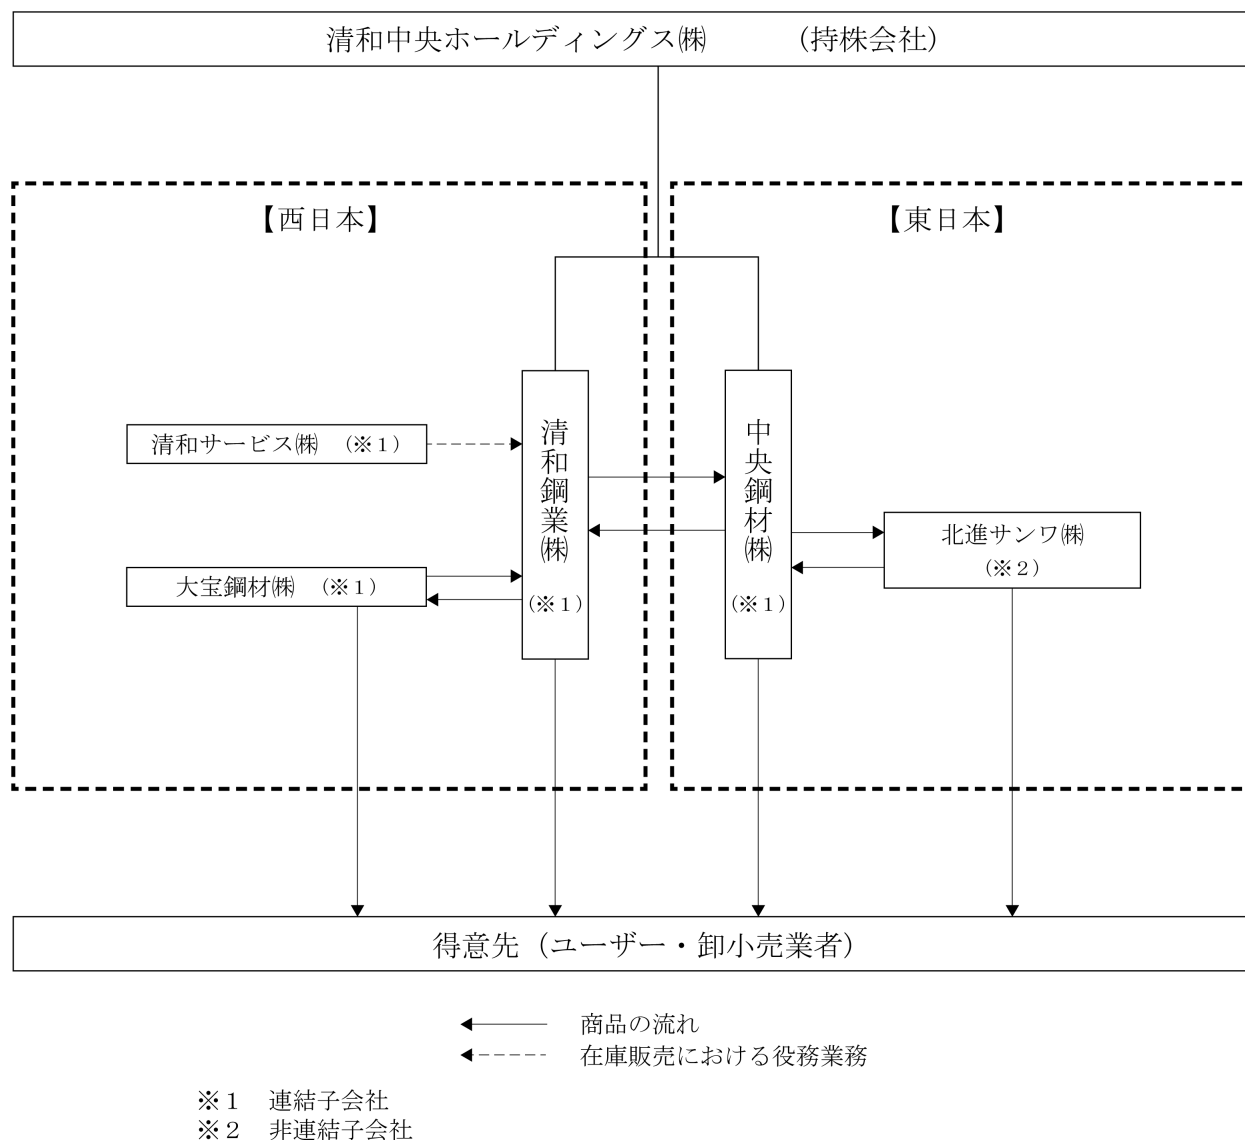 清和中央ホールディングス㈱　（持株会社）
【西日本】
【東日本】
清和サービス㈱　（※１）
大宝鋼材㈱　（※１）
清和鋼業㈱
（※１）
中央鋼材㈱
（※１）
北進サンワ㈱
（※２）
得意先（ユーザー・卸小売業者）
商品の流れ
在庫販売における役務業務
※１　連結子会社
※２　非連結子会社